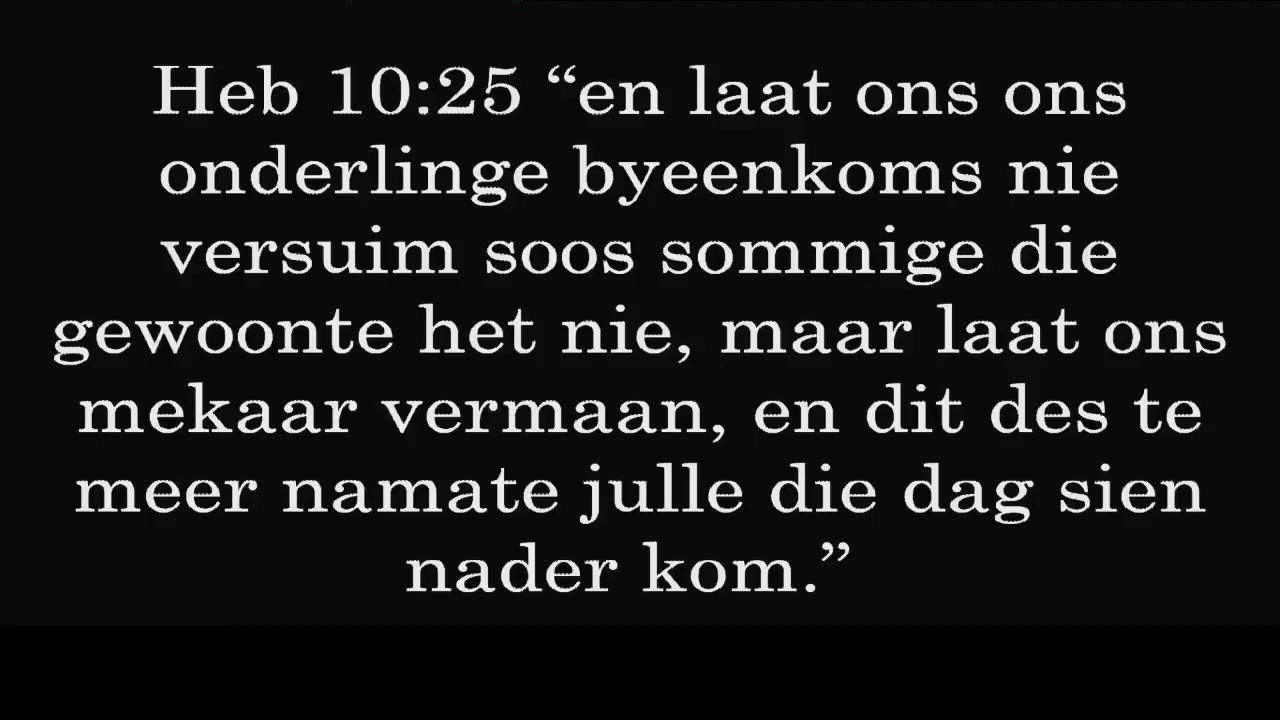 Heb 10:25 “en laat ons ons
onderlinge byeenkoms nie
versuim soos sommige die
gewoonte het nie, maar laat ons
mekaar vermaan, en dit des te
meer namate julle die dag sien
nader kom.”